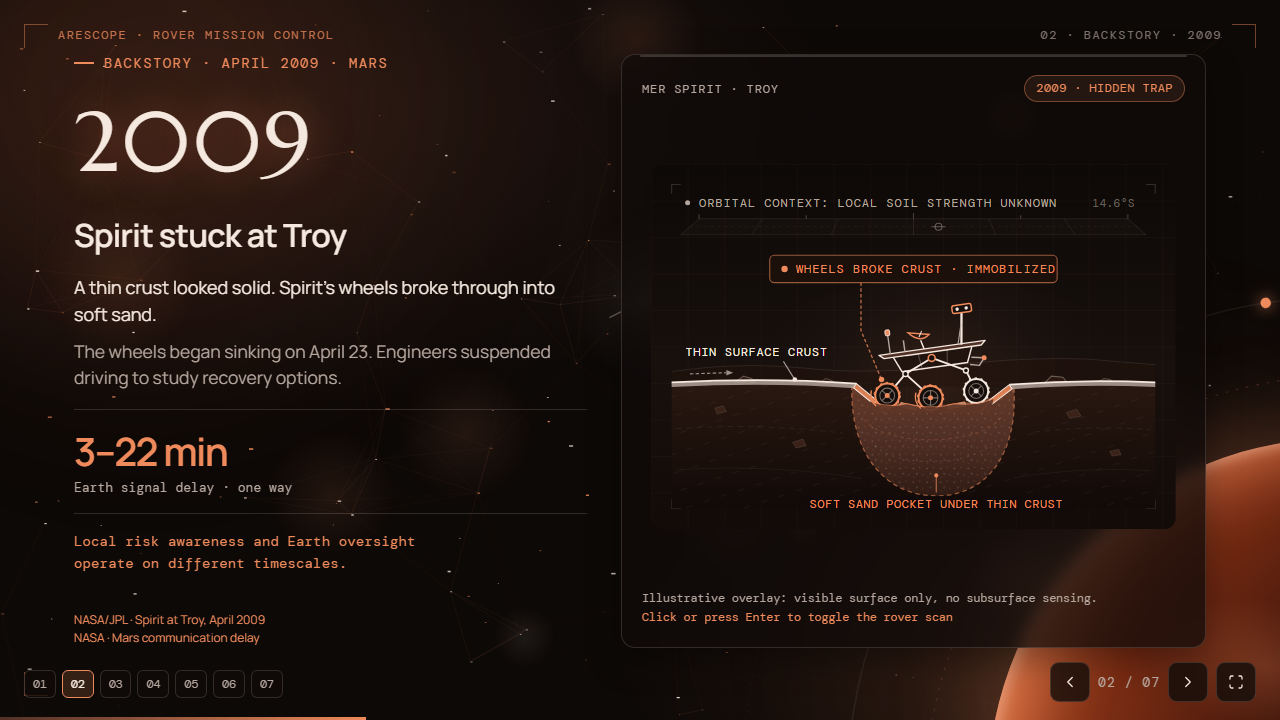 ARESCOPE · ROVER MISSION CONTROL
02 · BACKSTORY · 2009
BACKSTORY · APRIL 2009 · MARS
2009
Spirit stuck at Troy
A thin crust looked solid. Spirit's wheels broke through into
soft sand.
The wheels began sinking on April 23. Engineers suspended
driving to study recovery options.
3–22 min
Earth signal delay · one way
Local risk awareness and Earth oversight
operate on different timescales.
NASA/JPL · Spirit at Troy, April 2009
NASA · Mars communication delay
MER SPIRIT · TROY
2009 · HIDDEN TRAP
ORBITAL CONTEXT: LOCAL SOIL STRENGTH UNKNOWN
14.6°S
WHEELS BROKE CRUST · IMMOBILIZED
THIN SURFACE CRUST
SOFT SAND POCKET UNDER THIN CRUST
Illustrative overlay: visible surface only, no subsurface sensing.
Click or press Enter to toggle the rover scan
01 02 03 04 05 06 07
02 / 07